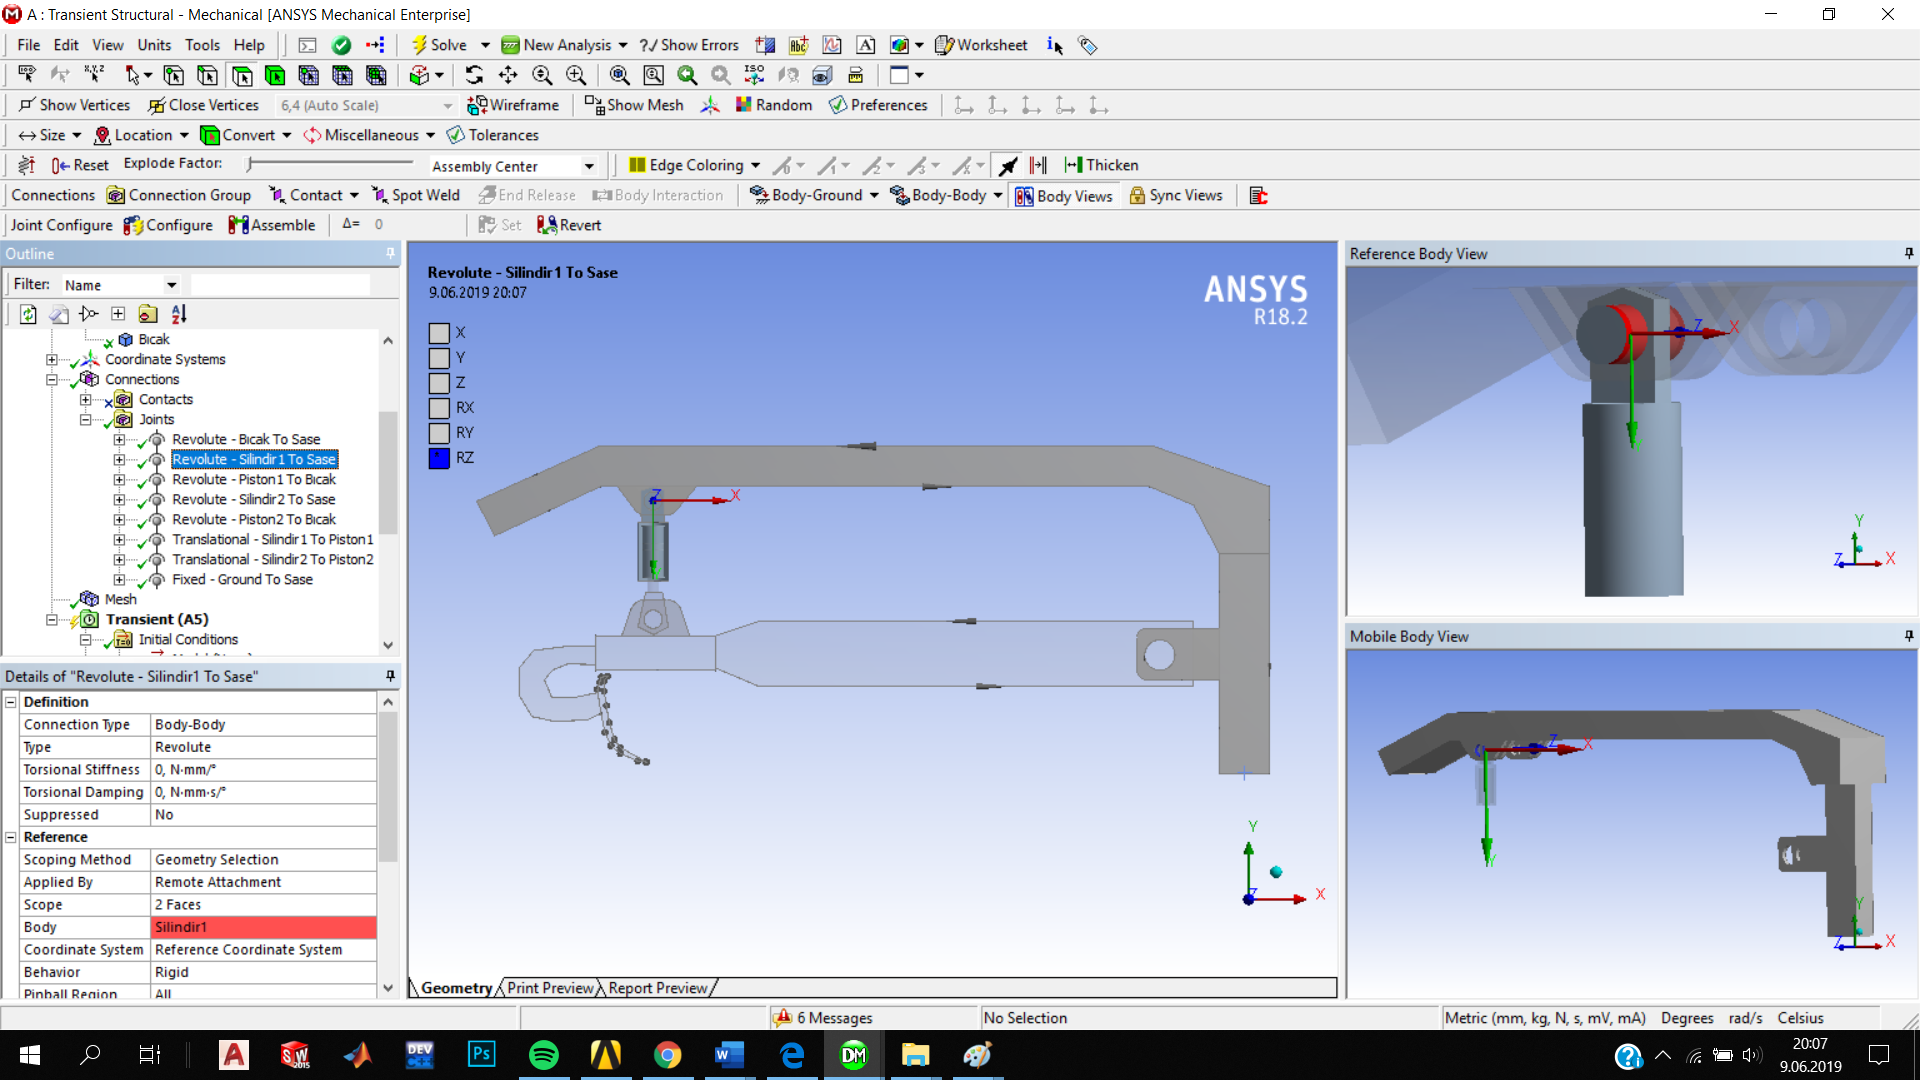 A : Transient Structural - Mechanical [ANSYS Mechanical Enterprise]
File Edit View Units Tools Help Solve New Analysis ?/ Show Errors Worksheet
Show Vertices Close Vertices 6,4 (Auto Scale) Wireframe Show Mesh Random Preferences
Size Location Convert Miscellaneous Tolerances
Reset Explode Factor: Assembly Center Edge Coloring Thicken
Connections Connection Group Contact Spot Weld End Release Body Interaction Body-Ground Body-Body Body Views Sync Views
Joint Configure Configure Assemble Δ= 0 Set Revert
Outline
Filter: Name
Bıcak
Coordinate Systems
Connections
Contacts
Joints
Revolute - Bıcak To Sase
Revolute - Silindir1 To Sase
Revolute - Piston1 To Bıcak
Revolute - Silindir2 To Sase
Revolute - Piston2 To Bıcak
Translational - Silindir1 To Piston1
Translational - Silindir2 To Piston2
Fixed - Ground To Sase
Mesh
Transient (A5)
Initial Conditions
Details of "Revolute - Silindir1 To Sase"
Definition
Connection Type Body-Body
Type Revolute
Torsional Stiffness 0, N·mm/°
Torsional Damping 0, N·mm·s/°
Suppressed No
Reference
Scoping Method Geometry Selection
Applied By Remote Attachment
Scope 2 Faces
Body Silindir1
Coordinate System Reference Coordinate System
Behavior Rigid
Pinball Region All
Revolute - Silindir1 To Sase
9.06.2019 20:07
X
Y
Z
RX
RY
RZ
ANSYS
R18.2
Z X
Y
Z X
Geometry Print Preview Report Preview
Reference Body View
Z X
Y
Y
Z X
Mobile Body View
Z X
Y
Y
Z X
6 Messages No Selection Metric (mm, kg, N, s, mV, mA) Degrees rad/s Celsius
20:07
9.06.2019